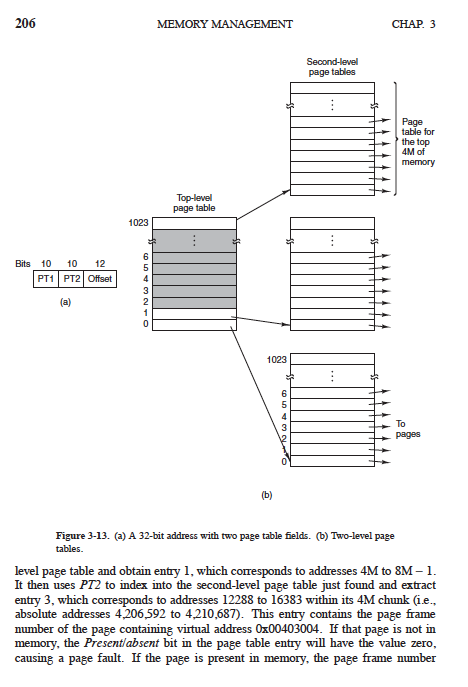 206
MEMORY MANAGEMENT
CHAP. 3
Second-level
page tables
Page
table for
the top
4M of
memory
Top-level
page table
1023
6
5
4
3
2
1
0
Bits 10 10 12
PT1 PT2 Offset
(a)
1023
6
5
4
3
2
1
0
To
pages
(b)
Figure 3-13. (a) A 32-bit address with two page table fields. (b) Two-level page
tables.
level page table and obtain entry 1, which corresponds to addresses 4M to 8M − 1.
It then uses PT2 to index into the second-level page table just found and extract
entry 3, which corresponds to addresses 12288 to 16383 within its 4M chunk (i.e.,
absolute addresses 4,206,592 to 4,210,687). This entry contains the page frame
number of the page containing virtual address 0x00403004. If that page is not in
memory, the Present/absent bit in the page table entry will have the value zero,
causing a page fault. If the page is present in memory, the page frame number